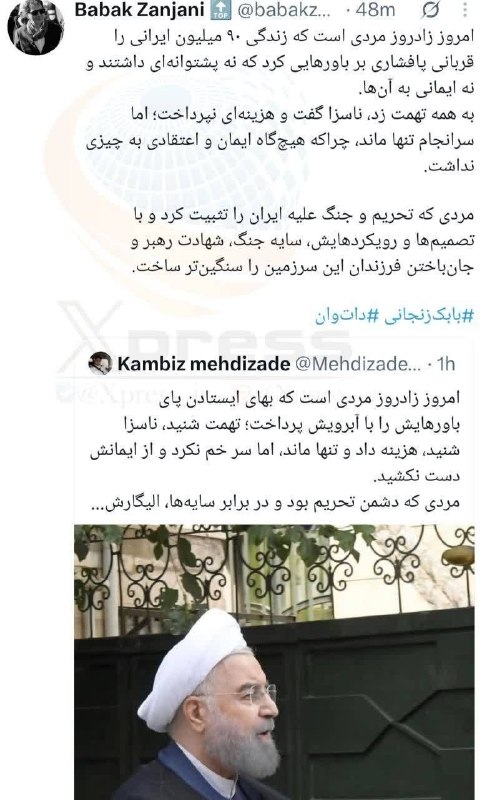 Babak Zanjani @babakz... · 48m
امروز زادروز مردی است که زندگی ۹۰ میلیون ایرانی را
قربانی پافشاری بر باورهایی کرد که نه پشتوانه‌ای داشتند و
نه ایمانی به آن‌ها.
به همه تهمت زد، ناسزا گفت و هزینه‌ای نپرداخت؛ اما
سرانجام تنها ماند، چراکه هیچ‌گاه ایمان و اعتقادی به چیزی
نداشت.
مردی که تحریم و جنگ علیه ایران را تثبیت کرد و با
تصمیم‌ها و رویکردهایش، سایه جنگ، شهادت رهبر و
جان‌باختن فرزندان این سرزمین را سنگین‌تر ساخت.
#بابک‌زنجانی #دات‌وان
Xpress
Kambiz mehdizade @Mehdizade... · 1h
امروز زادروز مردی است که بهای ایستادن پای
باورهایش را با آبرویش پرداخت؛ تهمت شنید، ناسزا
شنید، هزینه داد و تنها ماند، اما سر خم نکرد و از ایمانش
دست نکشید.
مردی که دشمن تحریم بود و در برابر سایه‌ها، الیگارش...